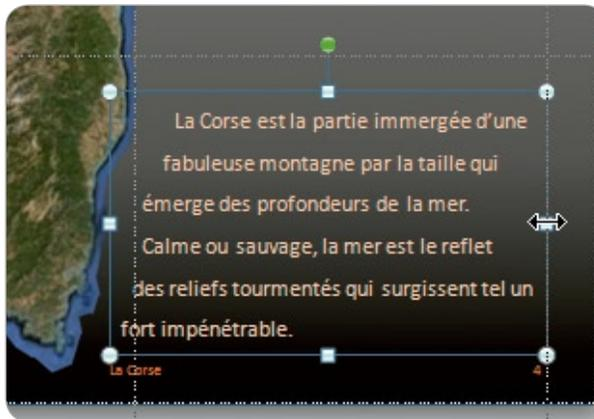 La Corse est la partie immergée d’une
fabuleuse montagne par la taille qui
émerge des profondeurs de la mer.
Calme ou sauvage, la mer est le reflet
des reliefs tourmentés qui surgissent tel un
fort impénétrable.
La Corse 4